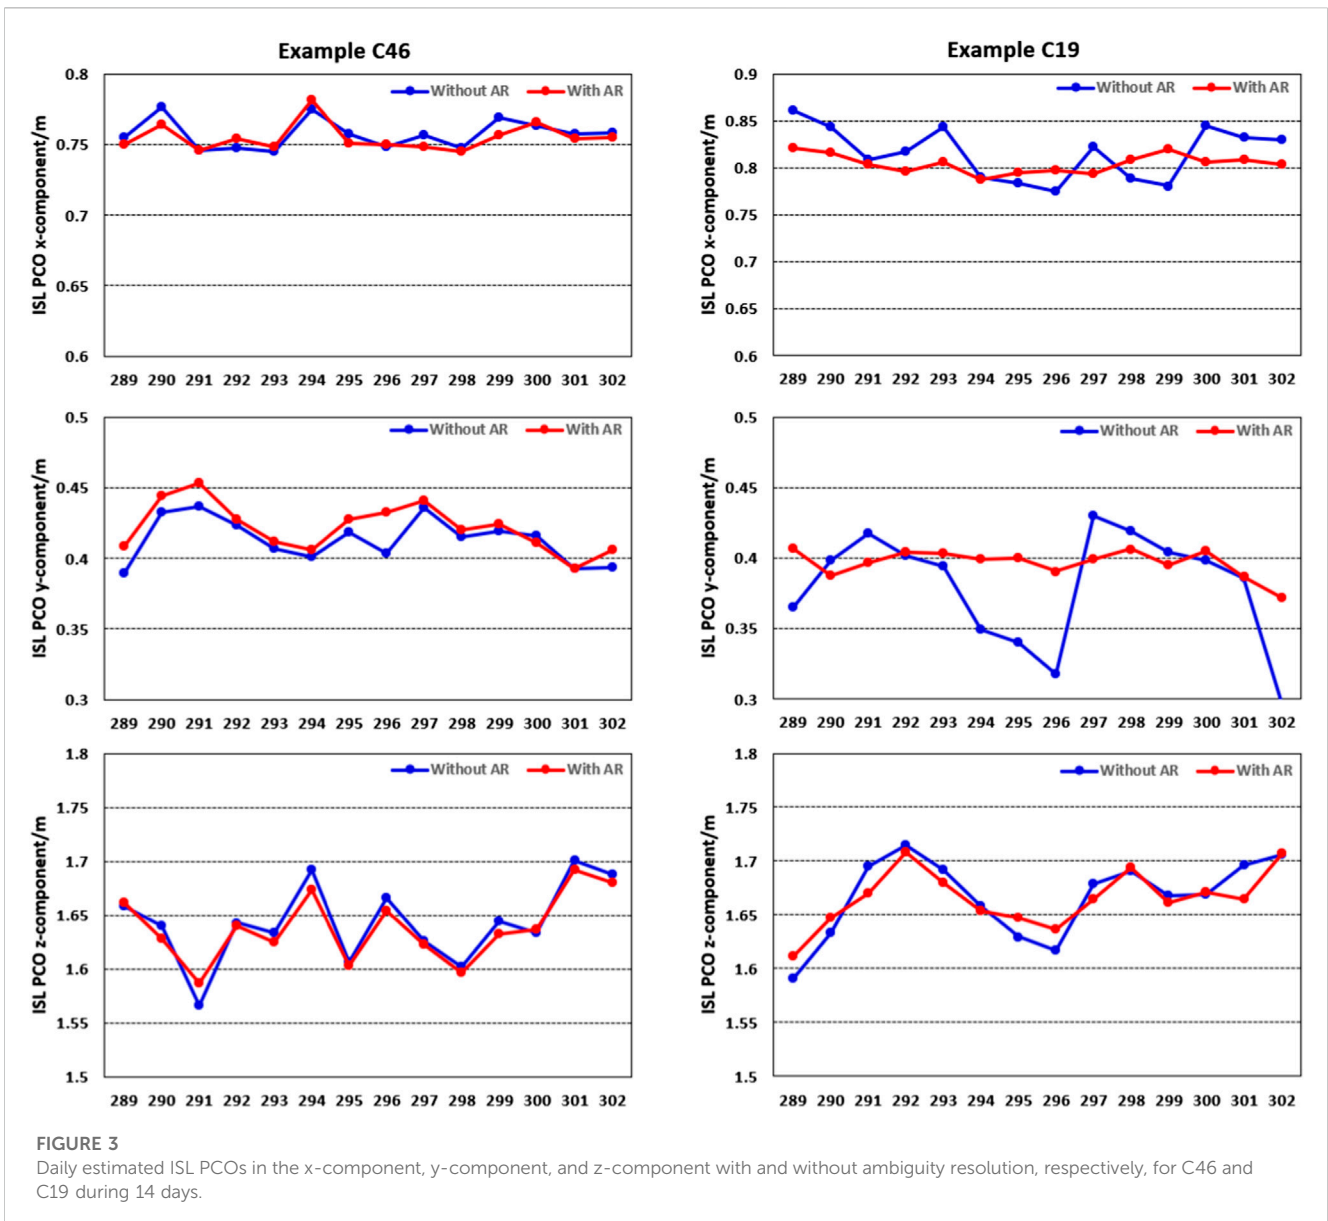 Example C46
Example C19
ISL PCO x-component/m
0.8
0.75
0.7
0.65
0.6
Without AR
With AR
289 290 291 292 293 294 295 296 297 298 299 300 301 302
ISL PCO x-component/m
0.9
0.85
0.8
0.75
0.7
0.65
0.6
Without AR
With AR
289 290 291 292 293 294 295 296 297 298 299 300 301 302
ISL PCO y-component/m
0.5
0.45
0.4
0.35
0.3
Without AR
With AR
289 290 291 292 293 294 295 296 297 298 299 300 301 302
ISL PCO y-component/m
0.5
0.45
0.4
0.35
0.3
Without AR
With AR
289 290 291 292 293 294 295 296 297 298 299 300 301 302
ISL PCO z-component/m
1.8
1.75
1.7
1.65
1.6
1.55
1.5
Without AR
With AR
289 290 291 292 293 294 295 296 297 298 299 300 301 302
ISL PCO z-component/m
1.8
1.75
1.7
1.65
1.6
1.55
1.5
Without AR
With AR
289 290 291 292 293 294 295 296 297 298 299 300 301 302
FIGURE 3
Daily estimated ISL PCOs in the x-component, y-component, and z-component with and without ambiguity resolution, respectively, for C46 and
C19 during 14 days.